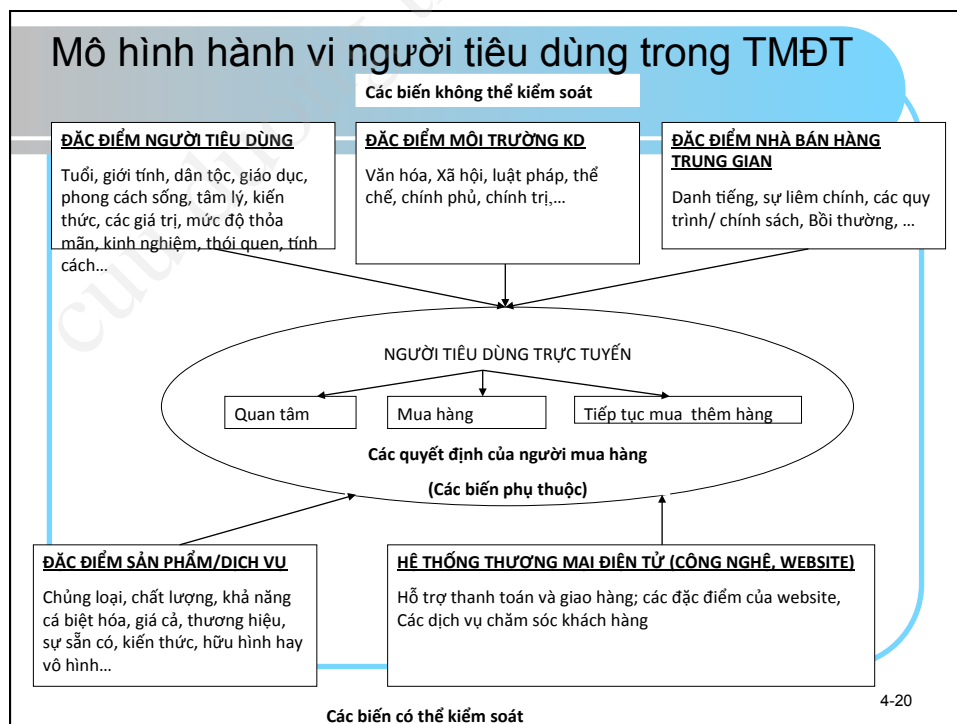 Mô hình hành vi người tiêu dùng trong TMĐT
Các biến không thể kiểm soát
ĐẶC ĐIỂM NGƯỜI TIÊU DÙNG
Tuổi, giới tính, dân tộc, giáo dục,
phong cách sống, tâm lý, kiến
thức, các giá trị, mức độ thỏa
mãn, kinh nghiệm, thói quen, tính
cách…
ĐẶC ĐIỂM MÔI TRƯỜNG KD
Văn hóa, Xã hội, luật pháp, thể
chế, chính phủ, chính trị,…
ĐẶC ĐIỂM NHÀ BÁN HÀNG
TRUNG GIAN
Danh tiếng, sự liêm chính, các quy
trình/ chính sách, Bồi thường, …
NGƯỜI TIÊU DÙNG TRỰC TUYẾN
Quan tâm
Mua hàng
Tiếp tục mua thêm hàng
Các quyết định của người mua hàng
(Các biến phụ thuộc)
ĐĂC ĐIỂM SẢN PHẨM/DICH VU
Chủng loại, chất lượng, khả năng
cá biệt hóa, giá cả, thương hiệu,
sự sẵn có, kiến thức, hữu hình hay
vô hình…
HÊ THỐNG THƯƠNG MAI ĐIÊN TỬ (CÔNG NGHÊ, WEBSITE)
Hỗ trợ thanh toán và giao hàng; các đặc điểm của website,
Các dịch vụ chăm sóc khách hàng
4-20
Các biến có thể kiểm soát